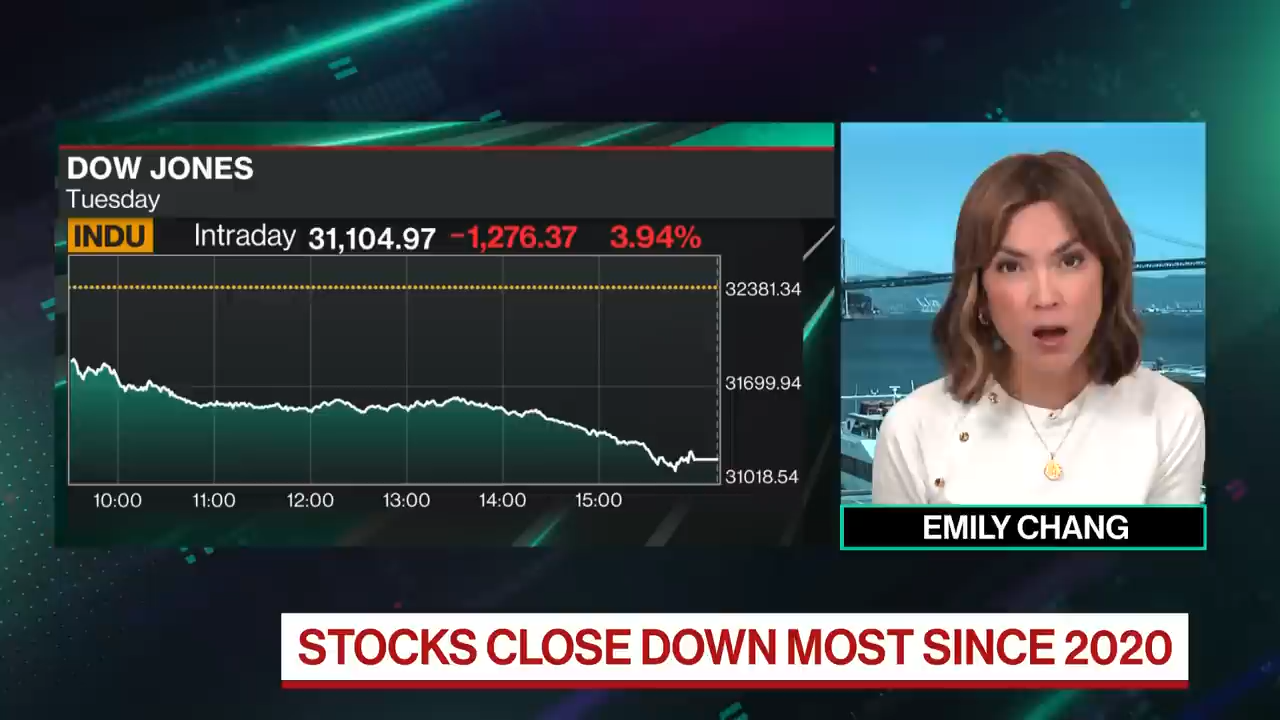 DOW JONES
Tuesday
INDU Intraday 31,104.97 -1,276.37 3.94%
32381.34
31699.94
31018.54
10:00 11:00 12:00 13:00 14:00 15:00
EMILY CHANG
STOCKS CLOSE DOWN MOST SINCE 2020